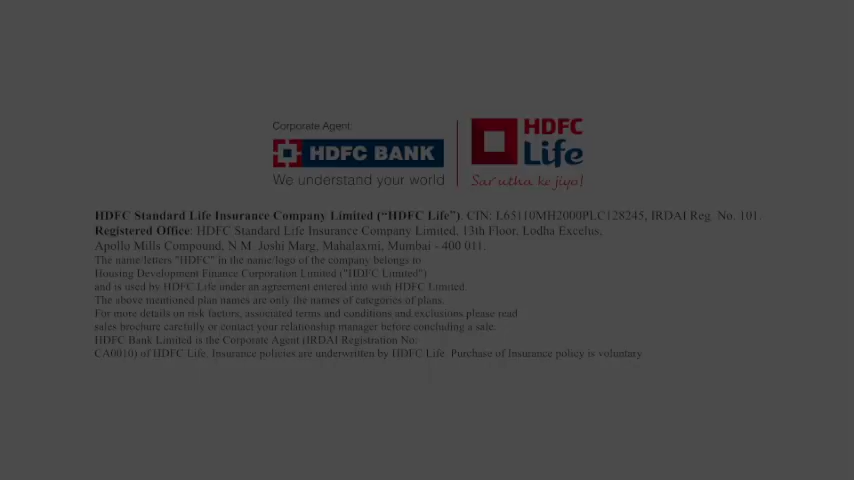 Corporate Agent:
HDFC BANK
We understand your world
HDFC
Life
Sar utha ke jiyo!
HDFC Standard Life Insurance Company Limited (“HDFC Life”). CIN: L65110MH2000PLC128245, IRDAI Reg. No. 101.
Registered Office: HDFC Standard Life Insurance Company Limited, 13th Floor, Lodha Excelus,
Apollo Mills Compound, N M Joshi Marg, Mahalaxmi, Mumbai - 400 011.
The name/letters "HDFC" in the name/logo of the company belongs to
Housing Development Finance Corporation Limited ("HDFC Limited")
and is used by HDFC Life under an agreement entered into with HDFC Limited
The above mentioned plan names are only the names of categories of plans.
For more details on risk factors, associated terms and conditions and exclusions please read
sales brochure carefully or contact your relationship manager before concluding a sale.
HDFC Bank Limited is the Corporate Agent (IRDAI Registration No:
CA0010) of HDFC Life. Insurance policies are underwritten by HDFC Life. Purchase of Insurance policy is voluntary